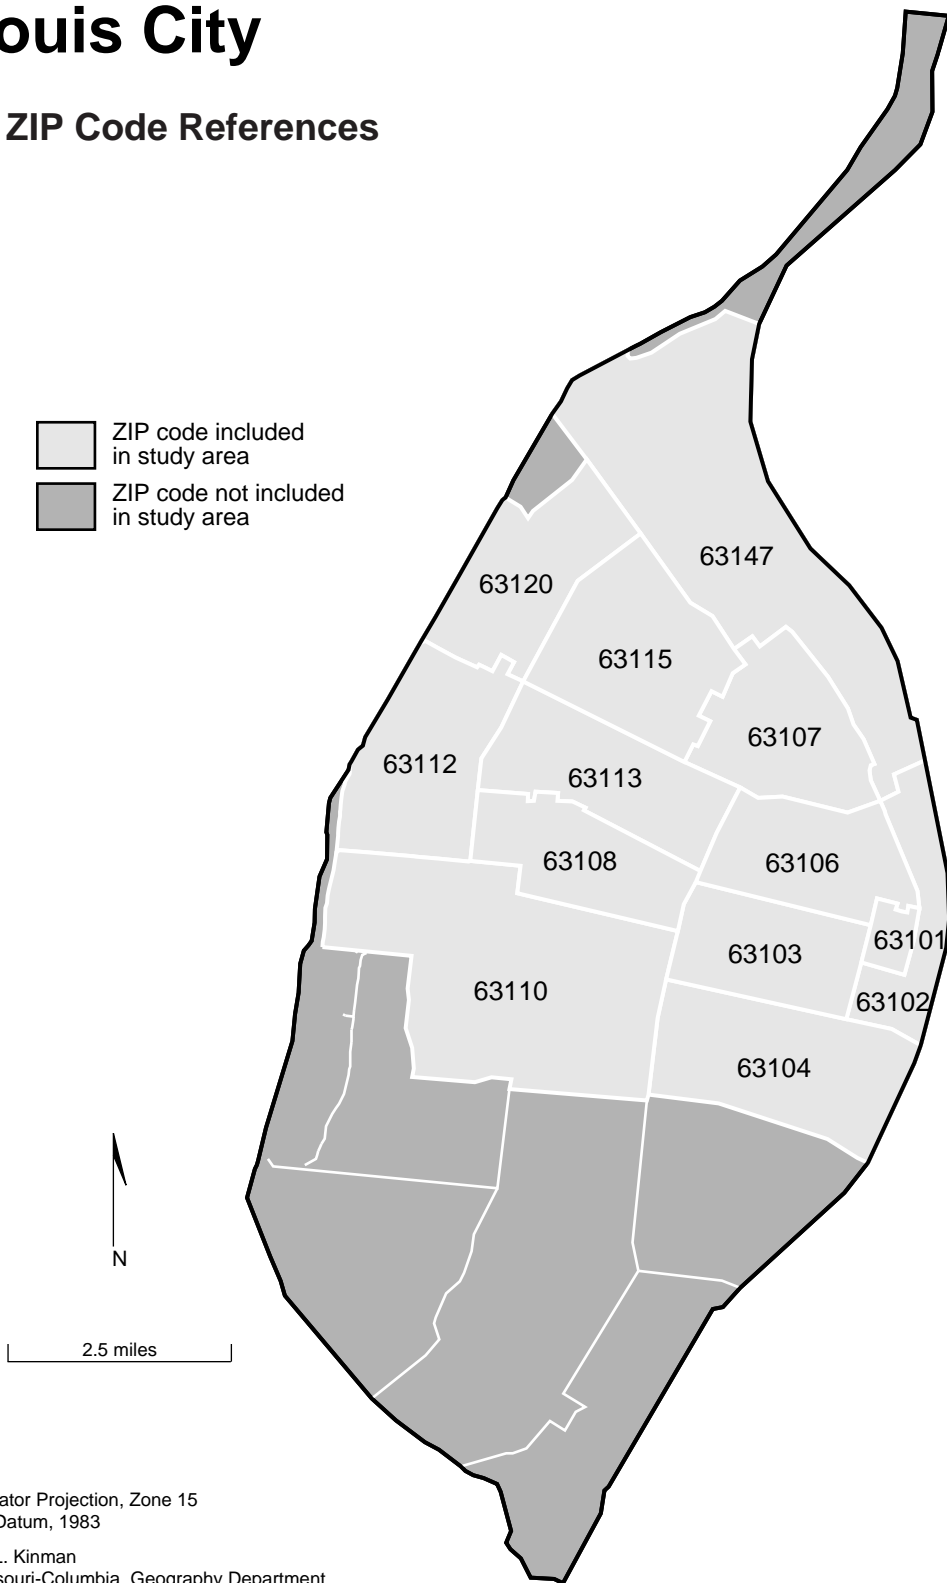 ouis City
ZIP Code References
ZIP code included
in study area
ZIP code not included
in study area
63147
63120
63115
63107
63112
63113
63108
63106
63101
63103
63110
63102
63104
N
2.5 miles
ator Projection, Zone 15
Datum, 1983
L. Kinman
souri-Columbia, Geography Department